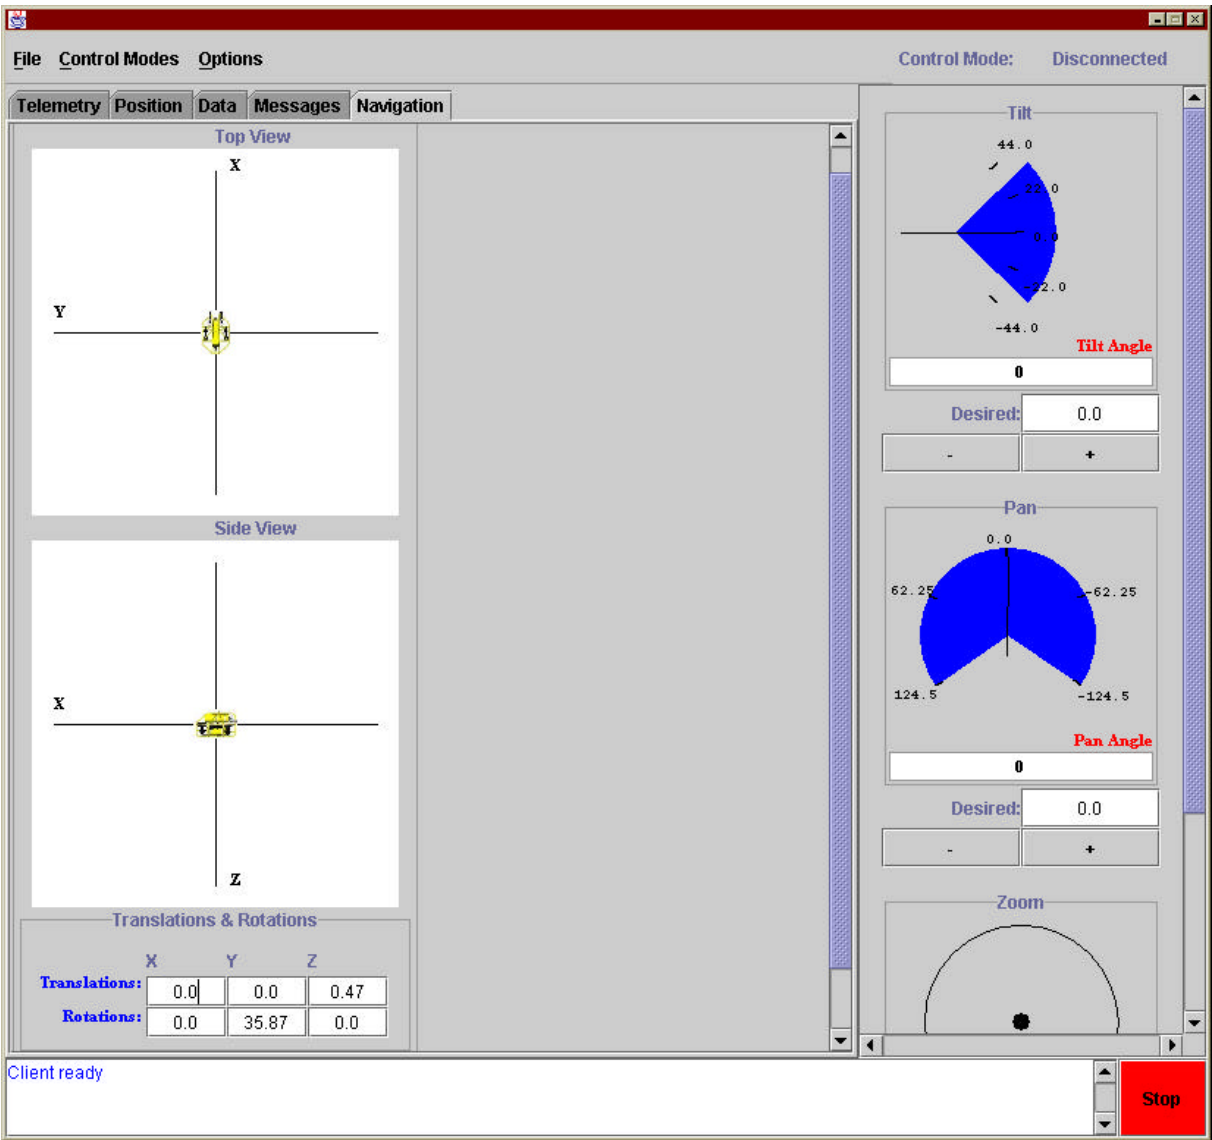 File Control Modes Options Control Mode: Disconnected
Telemetry Position Data Messages Navigation
Top View
X
Y
Side View
X
Z
Translations & Rotations
X Y Z
Translations: 0.0 0.0 0.47
Rotations: 0.0 35.87 0.0
Tilt
44.0
22.0
0.0
-22.0
-44.0
Tilt Angle
0
Desired: 0.0
- +
Pan
0.0
62.25 -62.25
124.5 -124.5
Pan Angle
0
Desired: 0.0
- +
Zoom
Client ready
Stop